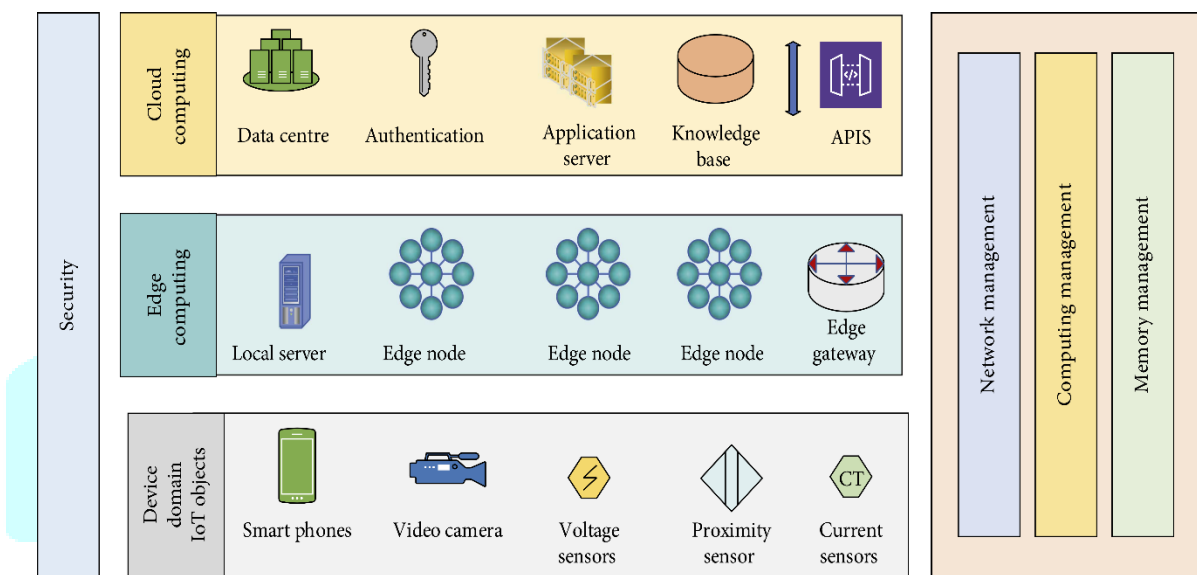 Security
Cloud
computing
Data centre
Authentication
Application
server
Knowledge
base
APIS
Edge
computing
Local server
Edge node
Edge node
Edge node
Edge
gateway
Device
domain
IoT objects
Smart phones
Video camera
Voltage
sensors
Proximity
sensor
CT
Current
sensors
Network management
Computing management
Memory management